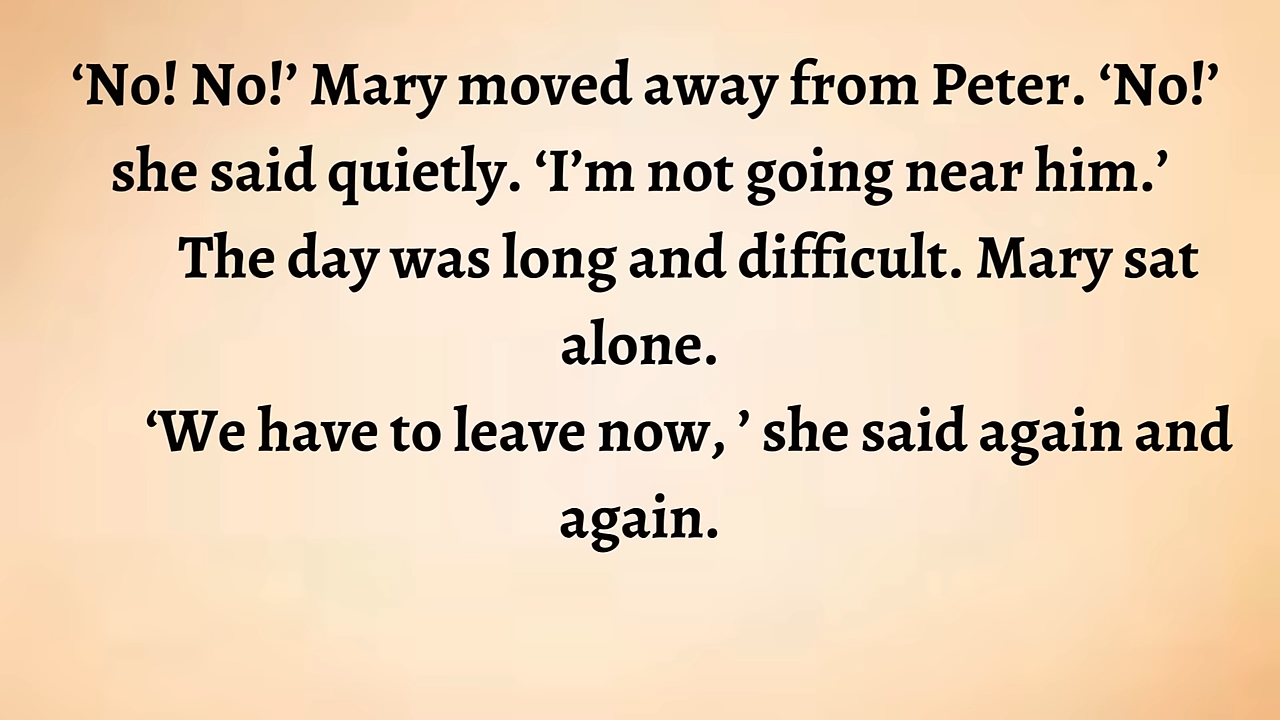 ‘No! No!’ Mary moved away from Peter. ‘No!’
she said quietly. ‘I’m not going near him.’
The day was long and difficult. Mary sat
alone.
‘We have to leave now, ’ she said again and
again.